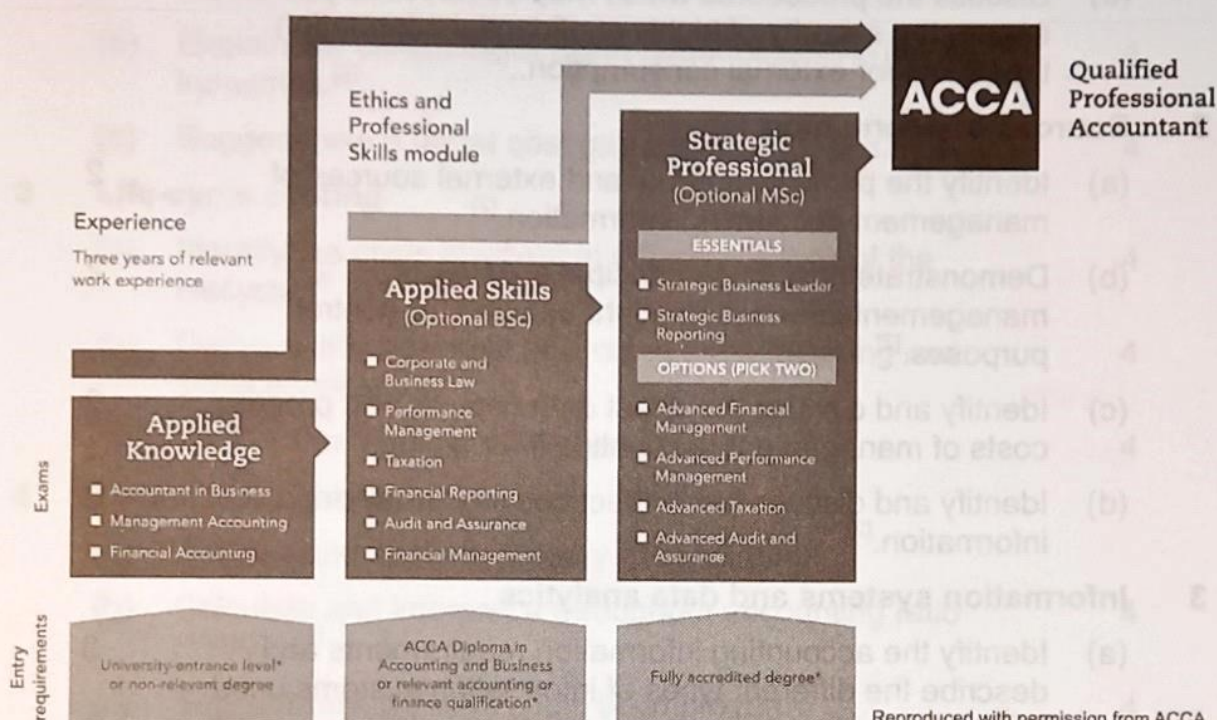 ACCA
Qualified
Professional
Accountant
Ethics and
Professional
Skills module
Experience
Three years of relevant
work experience
Exams
Applied
Knowledge
Accountant in Business
Management Accounting
Financial Accounting
Applied Skills
(Optional BSc)
Corporate and
Business Law
Performance
Management
Taxation
Financial Reporting
Audit and Assurance
Financial Management
Strategic
Professional
(Optional MSc)
ESSENTIALS
Strategic Business Leader
Strategic Business
Reporting
OPTIONS (PICK TWO)
Advanced Financial
Management
Advanced Performance
Management
Advanced Taxation
Advanced Audit and
Assurance
Entry
requirements
University entrance level*
or non-relevant degree
ACCA Diploma in
Accounting and Business
or relevant accounting or
finance qualification*
Fully accredited degree*
Reproduced with permission from ACCA